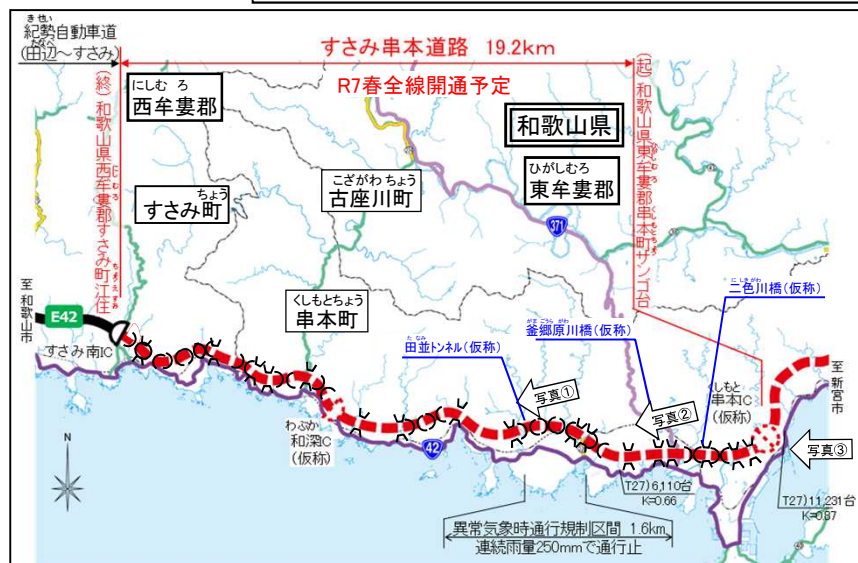 紀勢自動車道
きせい
(田辺～すさみ)
たなべ
すさみ串本道路 19.2km
R7春全線開通予定
(終)和歌山県西牟婁郡すさみ町江住
(起)和歌山県東牟婁郡串本町サンゴ台
ひがしむろ
くしもとちょう
にしむろ
西牟婁郡
和歌山県
ひがしむろ
東牟婁郡
ちょう
すさみ町
こざがわちょう
古座川町
371
くしもとちょう
串本町
至和歌山市
E42
すさみ南IC
にしきがわ
二色川橋(仮称)
釜郷原川橋(仮称)
たなみ
田並トンネル(仮称)
写真①
写真②
写真③
くしもと
串本IC
(仮称)
至新宮市
わぶか
和深IC
(仮称)
42
N
T27)6,110台
K=0.66
T27)11,231台
K=0.87
異常気象時通行規制区間 1.6km
連続雨量250mmで通行止